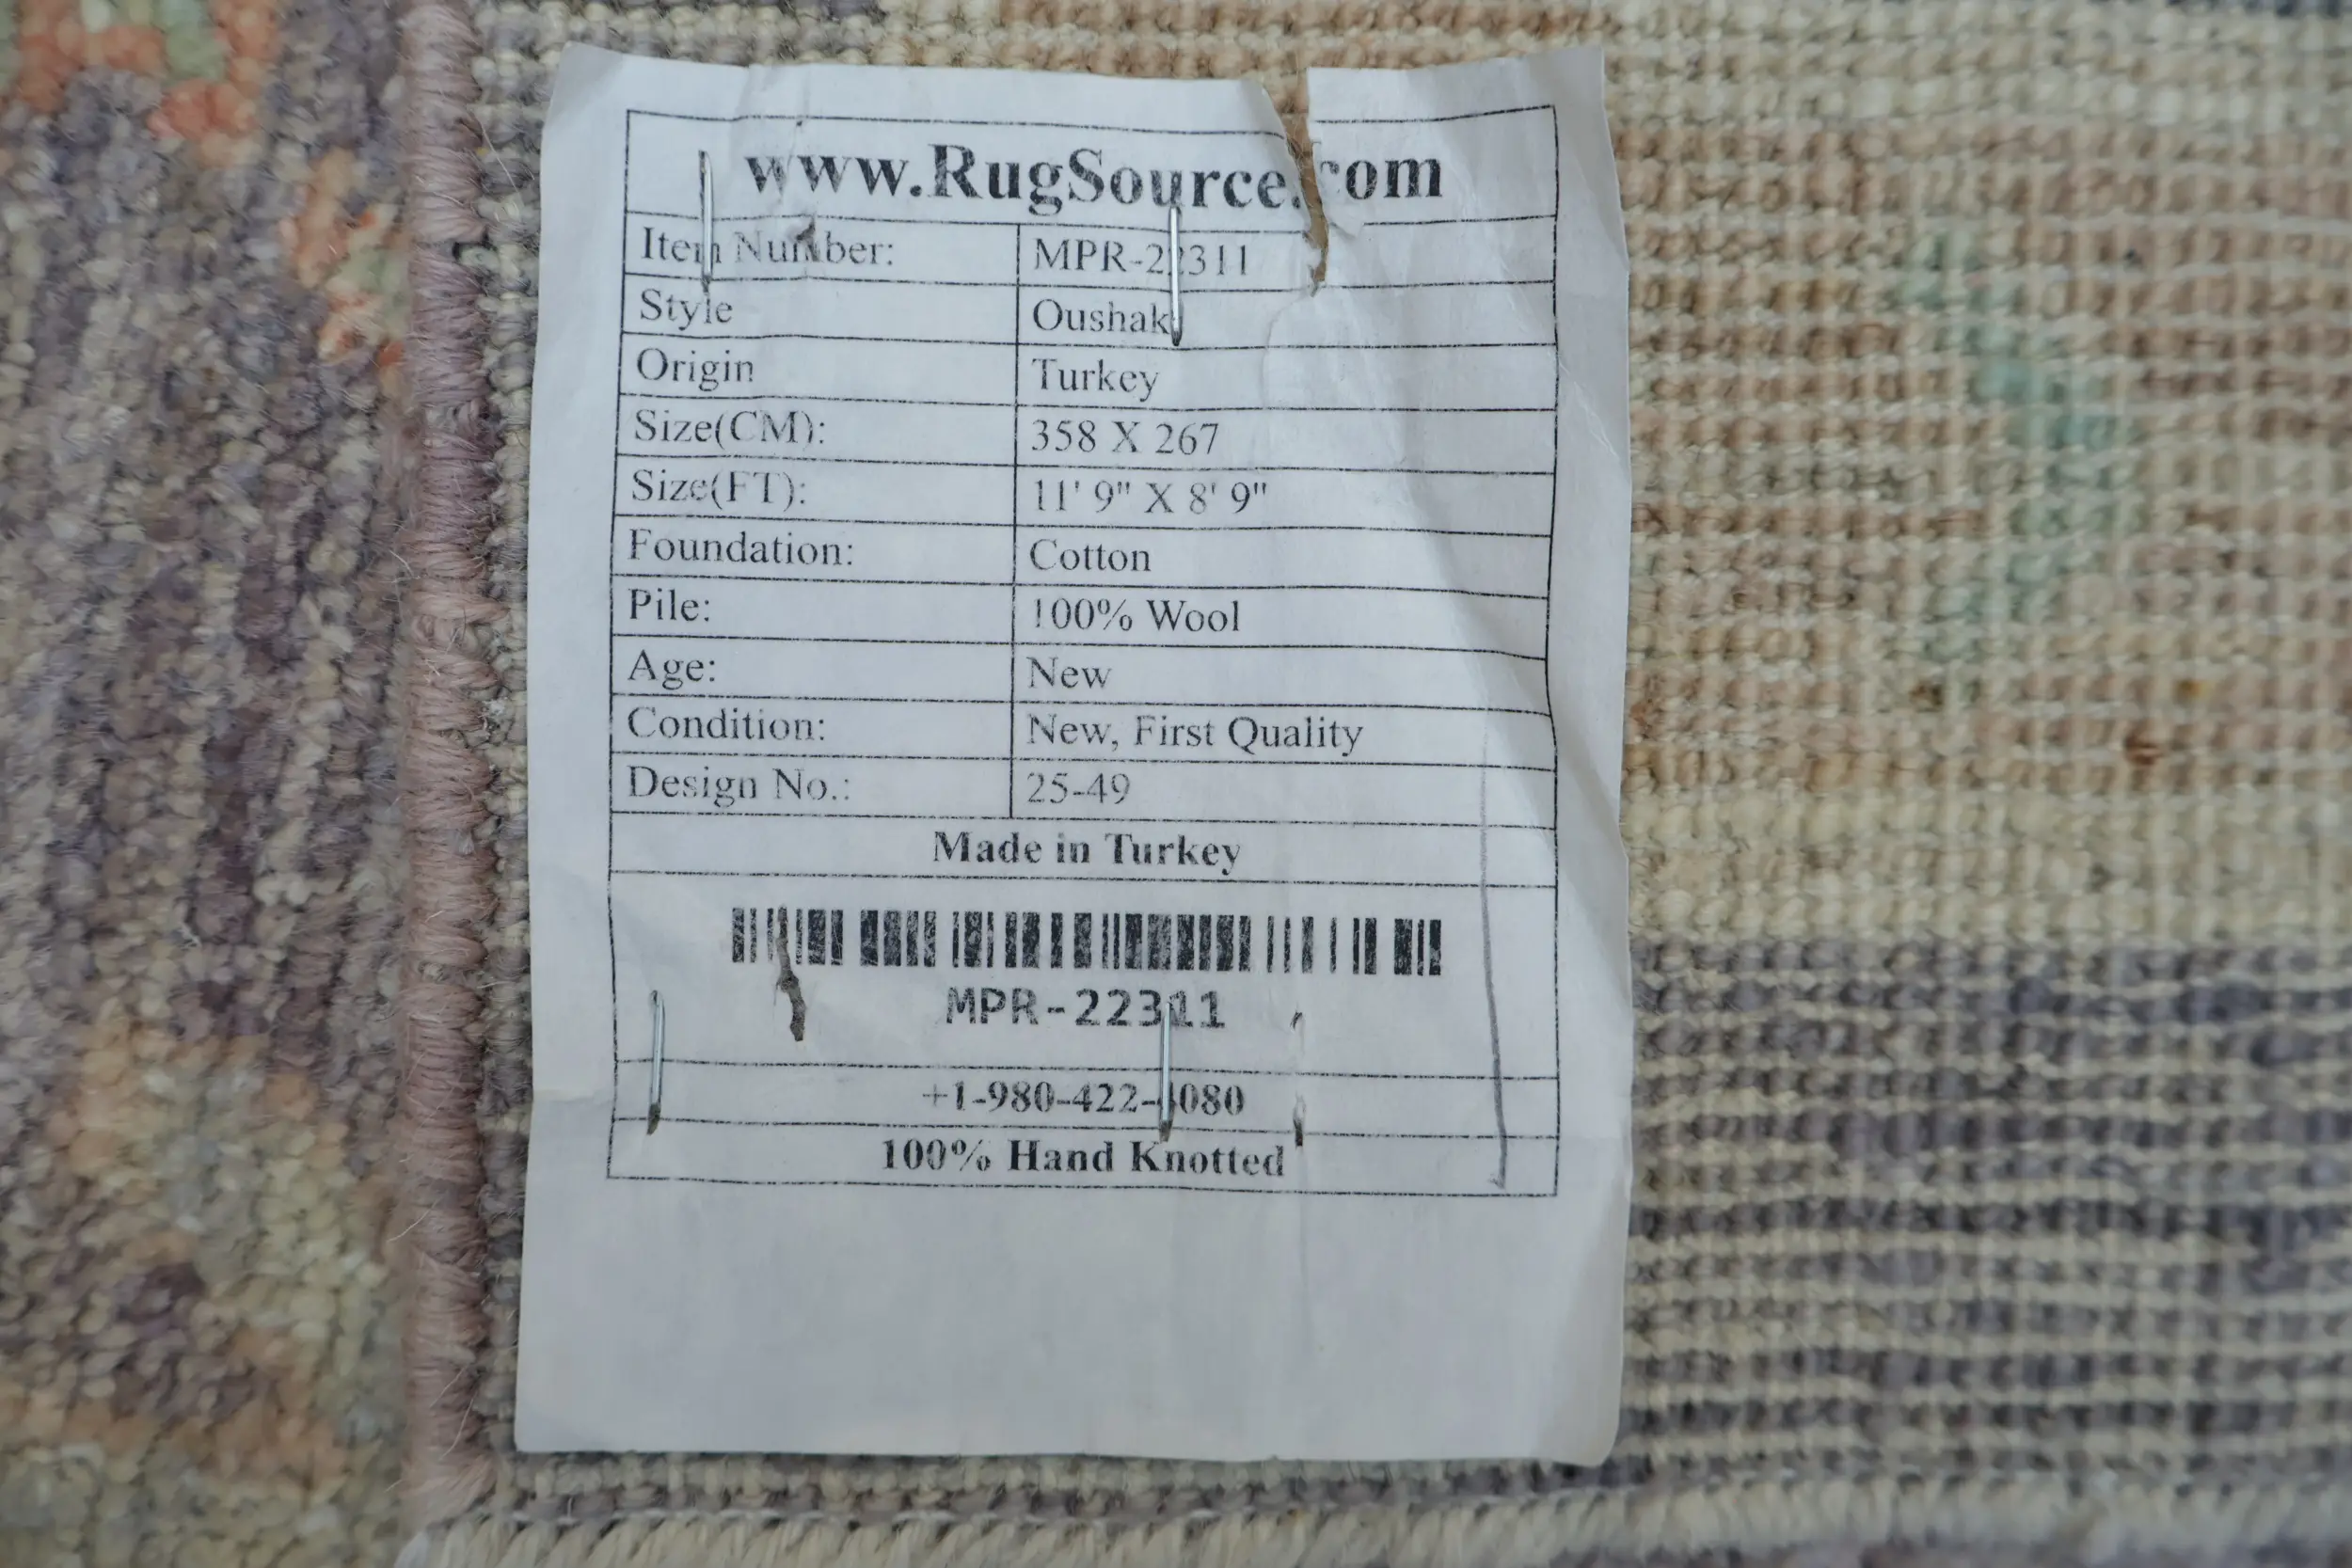 www.RugSource.com
Item Number: MPR-22311
Style Oushak
Origin Turkey
Size(CM): 358 X 267
Size(FT): 11' 9" X 8' 9"
Foundation: Cotton
Pile: 100% Wool
Age: New
Condition: New, First Quality
Design No.: 25-49
Made in Turkey
MPR-22311
100% Hand Knotted